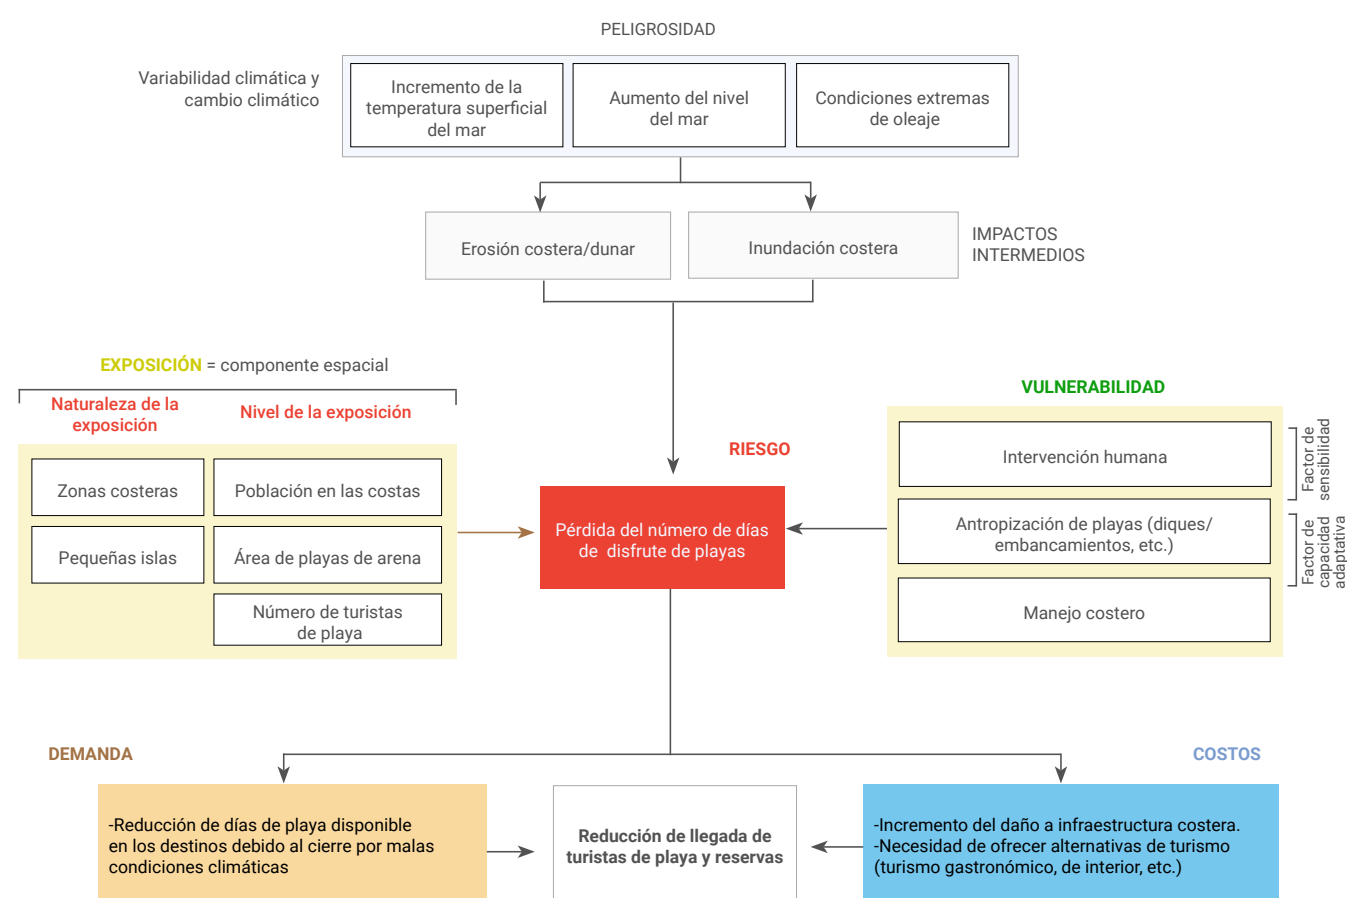 PELIGROSIDAD
Variabilidad climática y
cambio climático
Incremento de la
temperatura superficial
del mar
Aumento del nivel
del mar
Condiciones extremas
de oleaje
Erosión costera/dunar
Inundación costera
IMPACTOS
INTERMEDIOS
EXPOSICIÓN = componente espacial
Naturaleza de la
exposición
Nivel de la exposición
Zonas costeras
Población en las costas
Pequeñas islas
Área de playas de arena
Número de turistas
de playa
RIESGO
Pérdida del número de días
de disfrute de playas
VULNERABILIDAD
Intervención humana
Antropización de playas (diques/
embancamientos, etc.)
Manejo costero
Factor de
sensibilidad
Factor de
capacidad
adaptativa
DEMANDA
-Reducción de días de playa disponible
en los destinos debido al cierre por malas
condiciones climáticas
Reducción de llegada de
turistas de playa y reservas
COSTOS
-Incremento del daño a infraestructura costera.
-Necesidad de ofrecer alternativas de turismo
(turismo gastronómico, de interior, etc.)